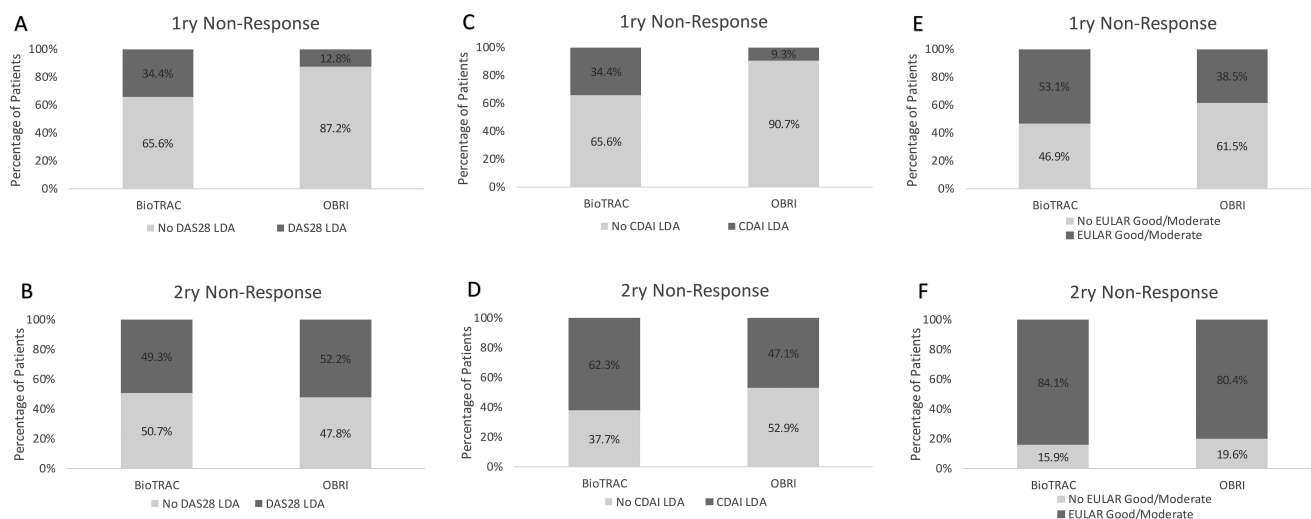 A
1ry Non-Response
Percentage of Patients
100%
80%
60%
40%
20%
0%
34.4%
65.6%
12.8%
87.2%
BioTRAC OBRI
No DAS28 LDA DAS28 LDA
C
1ry Non-Response
Percentage of Patients
100%
80%
60%
40%
20%
0%
34.4%
65.6%
9.3%
90.7%
BioTRAC OBRI
No CDAI LDA CDAI LDA
E
1ry Non-Response
Percentage of Patients
100%
80%
60%
40%
20%
0%
53.1%
46.9%
38.5%
61.5%
BioTRAC OBRI
No EULAR Good/Moderate
EULAR Good/Moderate
B
2ry Non-Response
Percentage of Patients
100%
80%
60%
40%
20%
0%
49.3%
50.7%
52.2%
47.8%
BioTRAC OBRI
No DAS28 LDA DAS28 LDA
D
2ry Non-Response
Percentage of Patients
100%
80%
60%
40%
20%
0%
62.3%
37.7%
47.1%
52.9%
BioTRAC OBRI
No CDAI LDA CDAI LDA
F
2ry Non-Response
Percentage of Patients
100%
80%
60%
40%
20%
0%
84.1%
15.9%
80.4%
19.6%
BioTRAC OBRI
No EULAR Good/Moderate
EULAR Good/Moderate